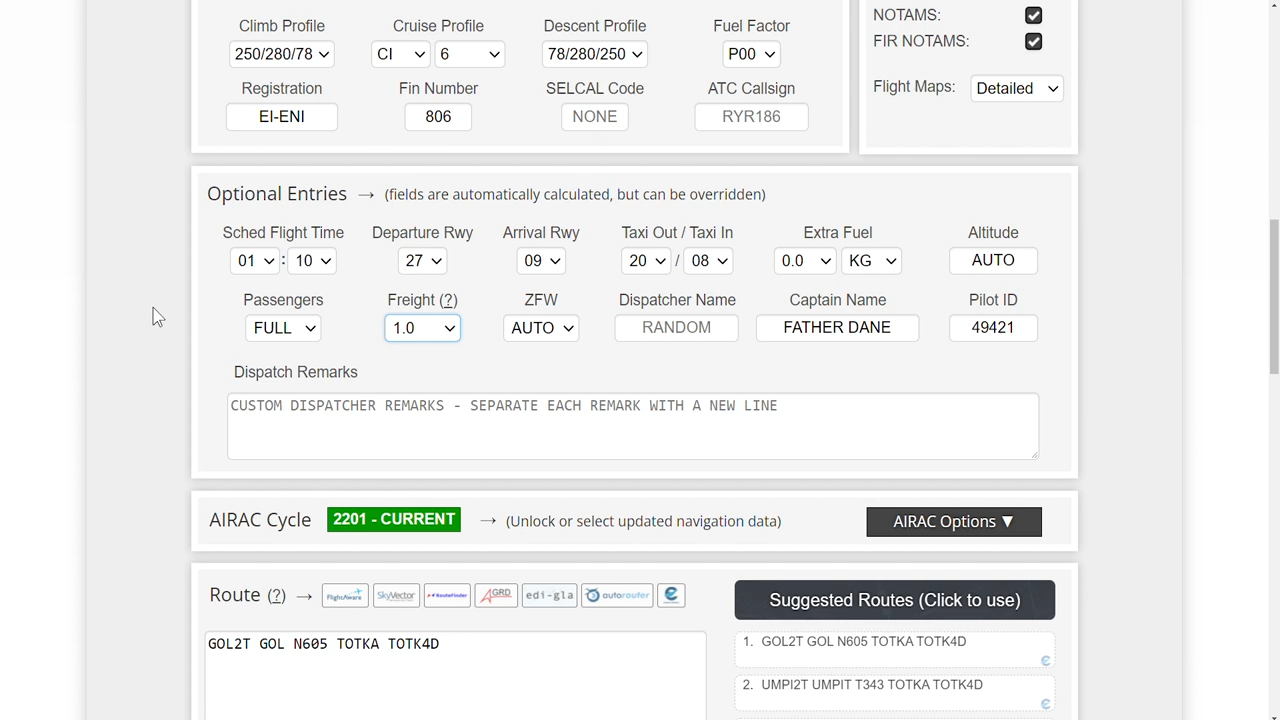 Climb Profile Cruise Profile Descent Profile Fuel Factor
250/280/78 CI 6 78/280/250 P00
Registration Fin Number SELCAL Code ATC Callsign
EI-ENI 806 NONE RYR186
NOTAMS:
FIR NOTAMS:
Flight Maps: Detailed
Optional Entries → (fields are automatically calculated, but can be overridden)
Sched Flight Time Departure Rwy Arrival Rwy Taxi Out / Taxi In Extra Fuel Altitude
01 : 10 27 09 20 / 08 0.0 KG AUTO
Passengers Freight (?) ZFW Dispatcher Name Captain Name Pilot ID
FULL 1.0 AUTO RANDOM FATHER DANE 49421
Dispatch Remarks
CUSTOM DISPATCHER REMARKS - SEPARATE EACH REMARK WITH A NEW LINE
AIRAC Cycle 2201 - CURRENT → (Unlock or select updated navigation data) AIRAC Options ▼
Route (?) → FlightAware SkyVector RouteFinder GRD edi-gla autorouter
GOL2T GOL N605 TOTKA TOTK4D
Suggested Routes (Click to use)
1. GOL2T GOL N605 TOTKA TOTK4D
2. UMPI2T UMPIT T343 TOTKA TOTK4D